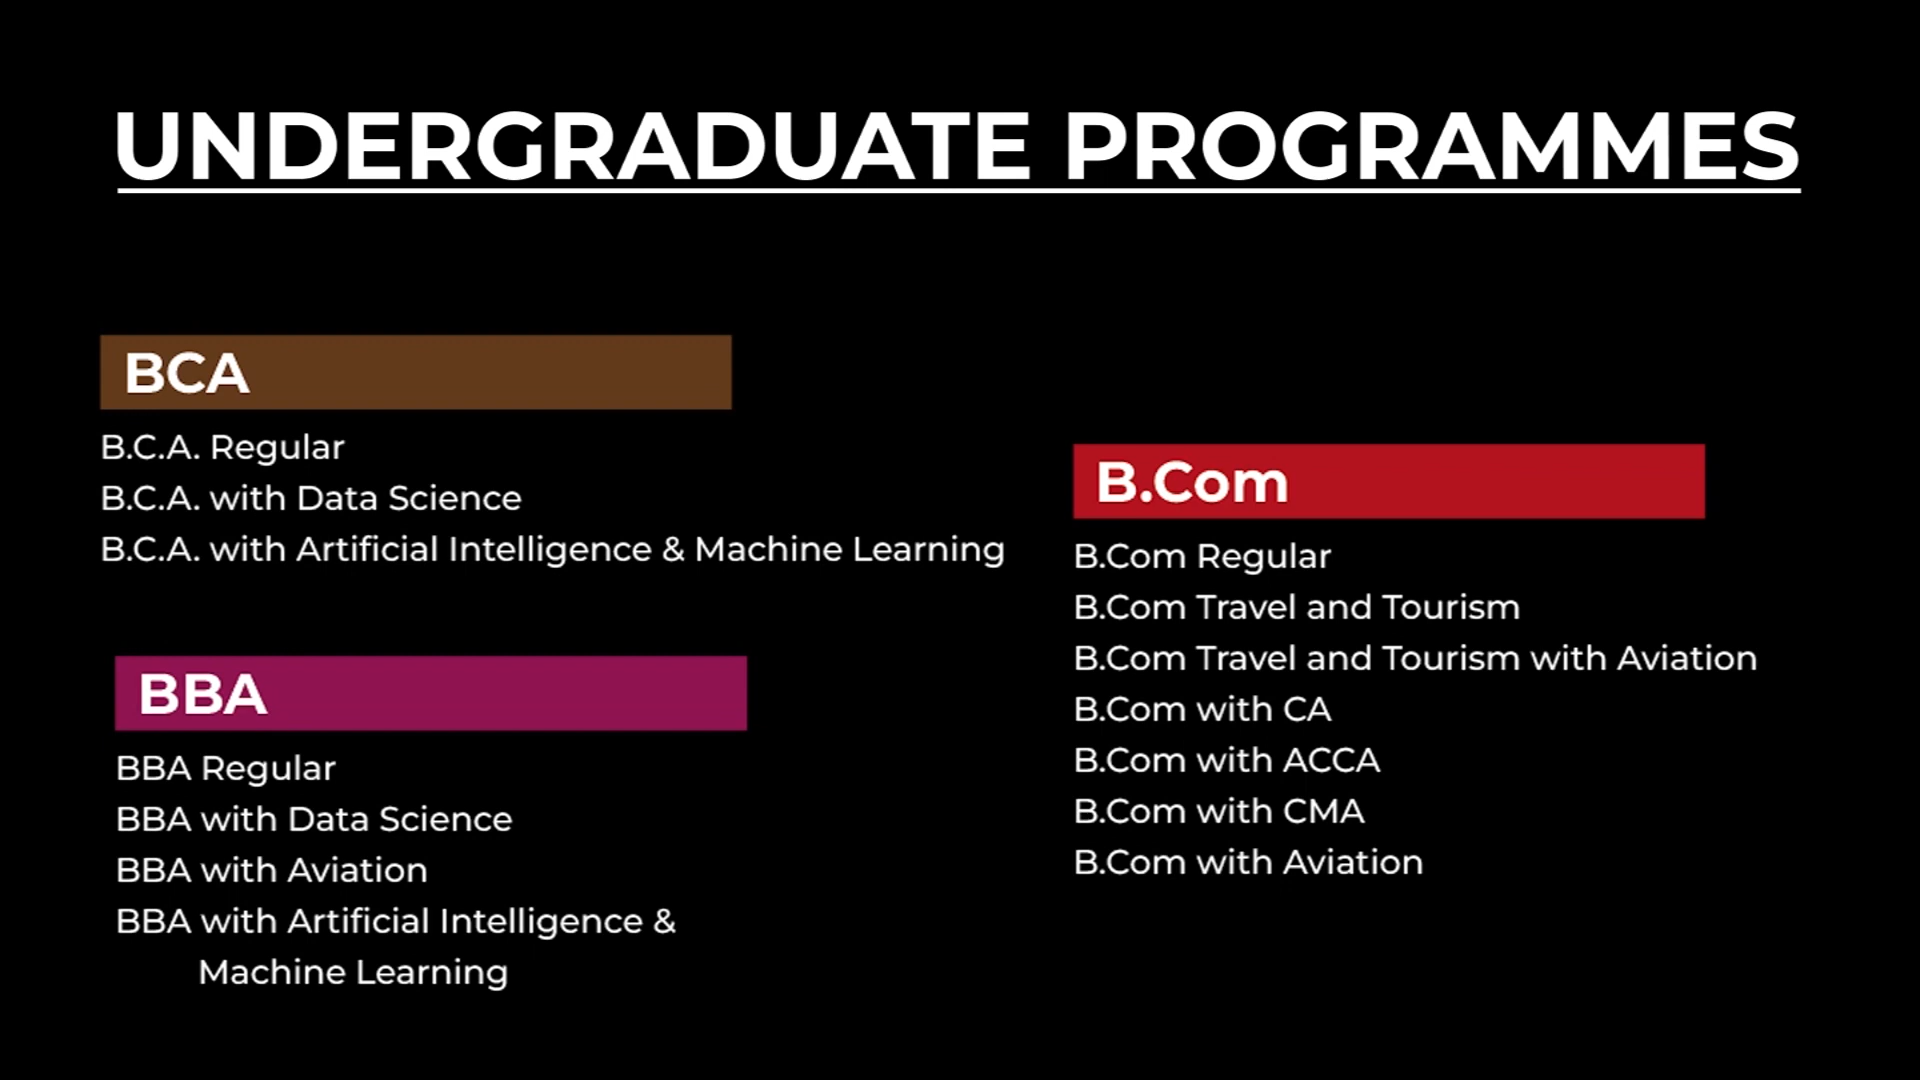 UNDERGRADUATE PROGRAMMES
BCA
B.C.A. Regular
B.C.A. with Data Science
B.C.A. with Artificial Intelligence & Machine Learning
BBA
BBA Regular
BBA with Data Science
BBA with Aviation
BBA with Artificial Intelligence &
Machine Learning
B.Com
B.Com Regular
B.Com Travel and Tourism
B.Com Travel and Tourism with Aviation
B.Com with CA
B.Com with ACCA
B.Com with CMA
B.Com with Aviation